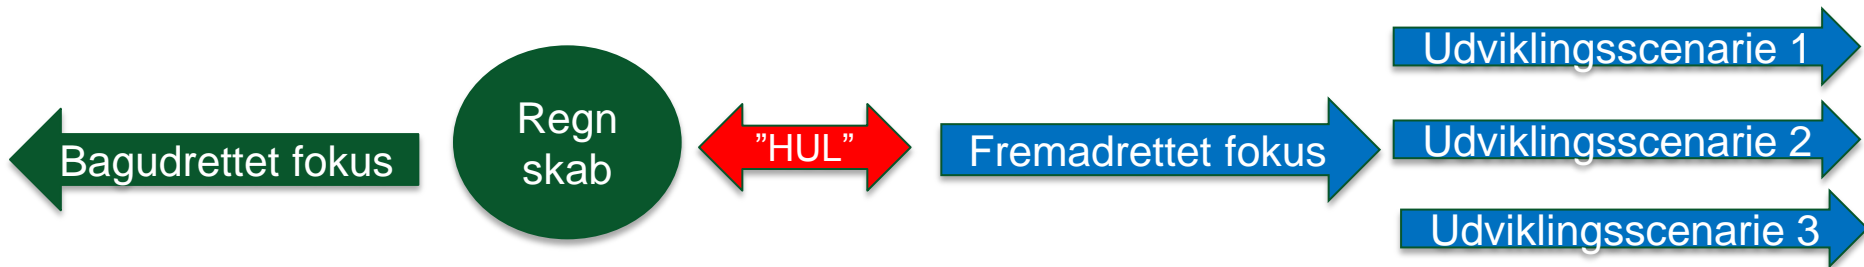 Bagudrettet fokus
Regn
skab
”HUL”
Fremadrettet fokus
Udviklingsscenarie 1
Udviklingsscenarie 2
Udviklingsscenarie 3